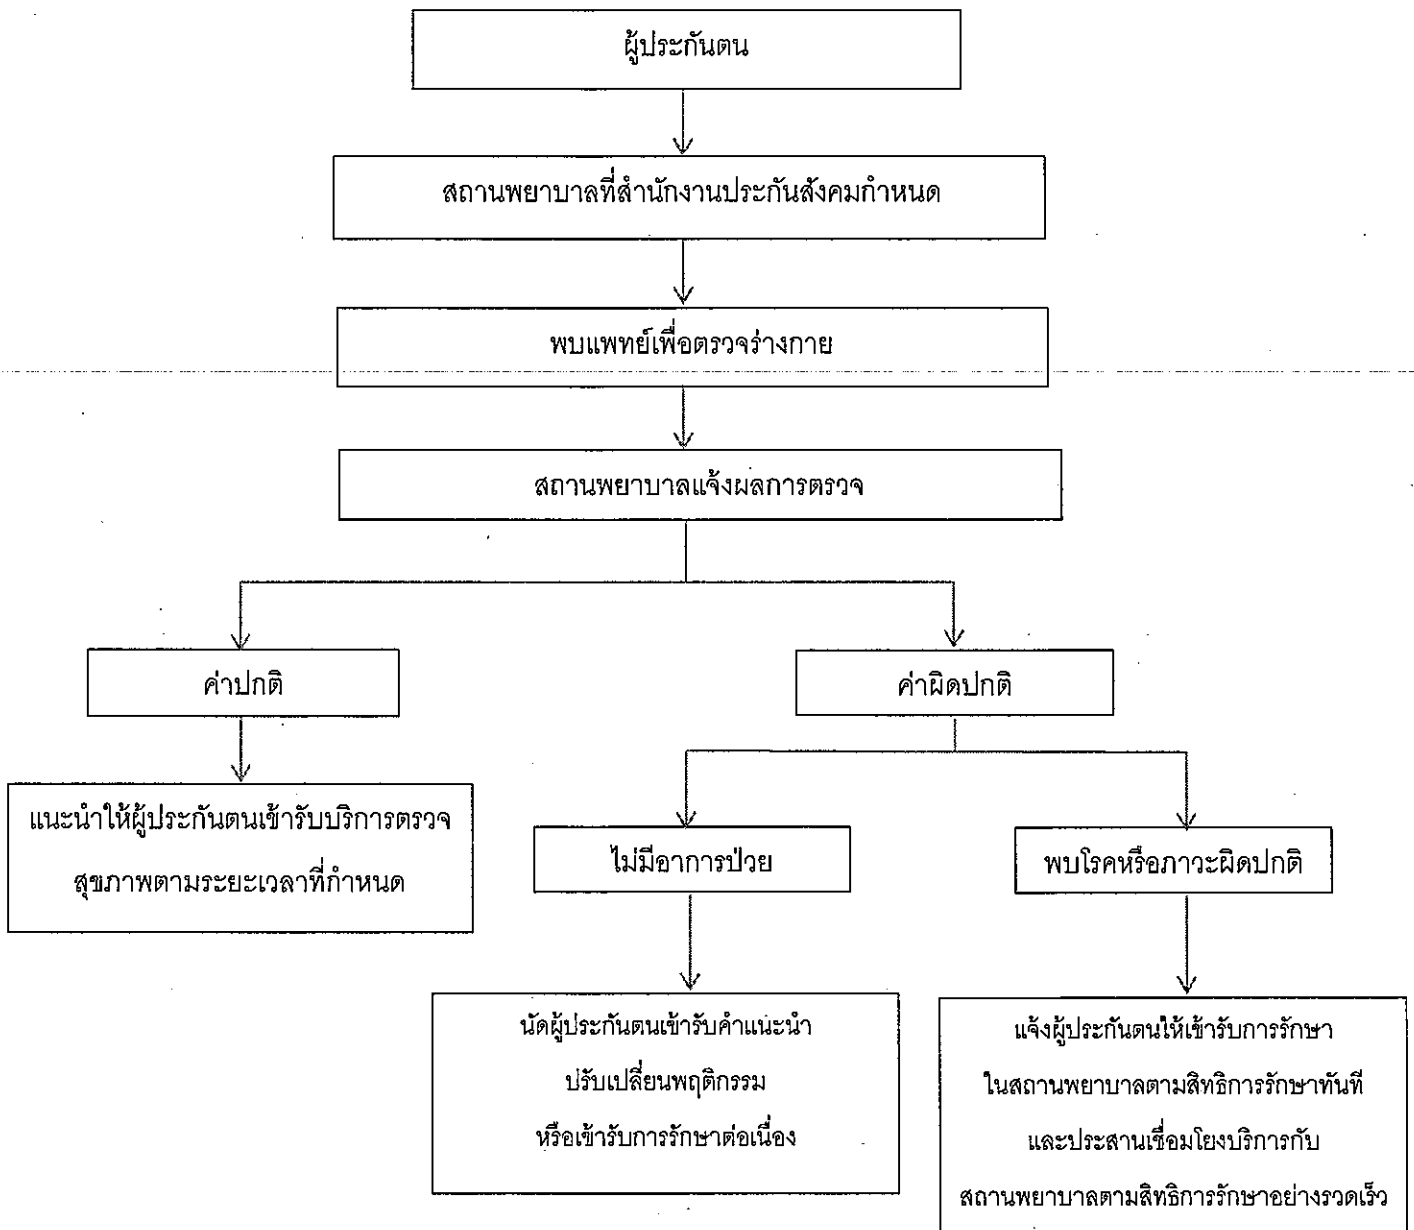 ผู้ประกันตน
สถานพยาบาลที่สำนักงานประกันสังคมกำหนด
พบแพทย์เพื่อตรวจร่างกาย
สถานพยาบาลแจ้งผลการตรวจ
ค่าปกติ
ค่าผิดปกติ
แนะนำให้ผู้ประกันตนเข้ารับบริการตรวจ
สุขภาพตามระยะเวลาที่กำหนด
ไม่มีอาการป่วย
พบโรคหรือภาวะผิดปกติ
นัดผู้ประกันตนเข้ารับคำแนะนำ
ปรับเปลี่ยนพฤติกรรม
หรือเข้ารับการรักษาต่อเนื่อง
แจ้งผู้ประกันตนให้เข้ารับการรักษา
ในสถานพยาบาลตามสิทธิการรักษาทันที
และประสานเชื่อมโยงบริการกับ
สถานพยาบาลตามสิทธิการรักษาอย่างรวดเร็ว